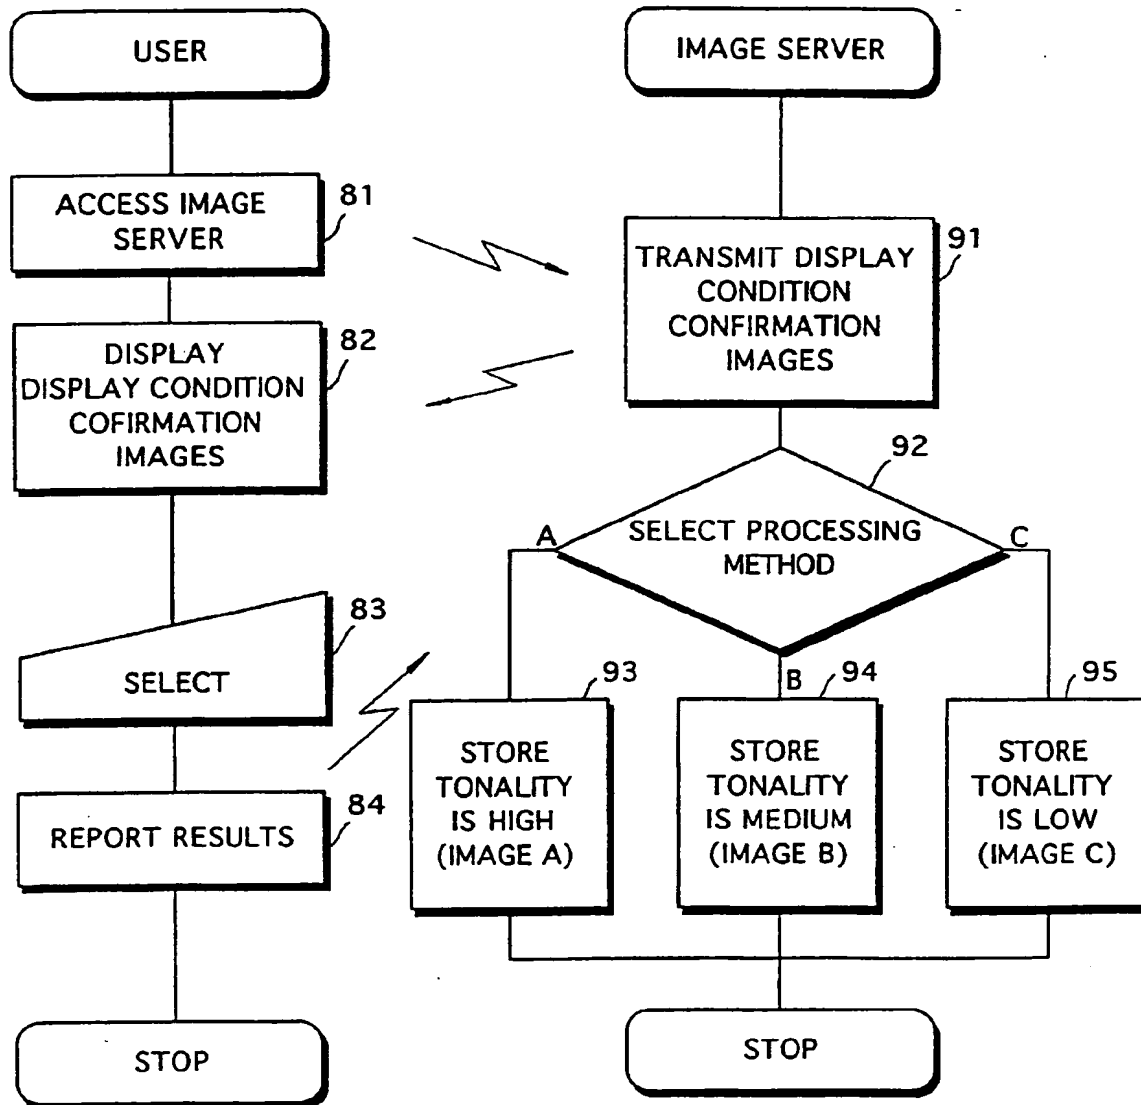 USER
ACCESS IMAGE
SERVER
81
DISPLAY
DISPLAY CONDITION
COFIRMATION
IMAGES
82
SELECT
83
REPORT RESULTS
84
STOP
IMAGE SERVER
TRANSMIT DISPLAY
CONDITION
CONFIRMATION
IMAGES
91
SELECT PROCESSING
METHOD
92
A
B
C
STORE
TONALITY
IS HIGH
(IMAGE A)
93
STORE
TONALITY
IS MEDIUM
(IMAGE B)
94
STORE
TONALITY
IS LOW
(IMAGE C)
95
STOP